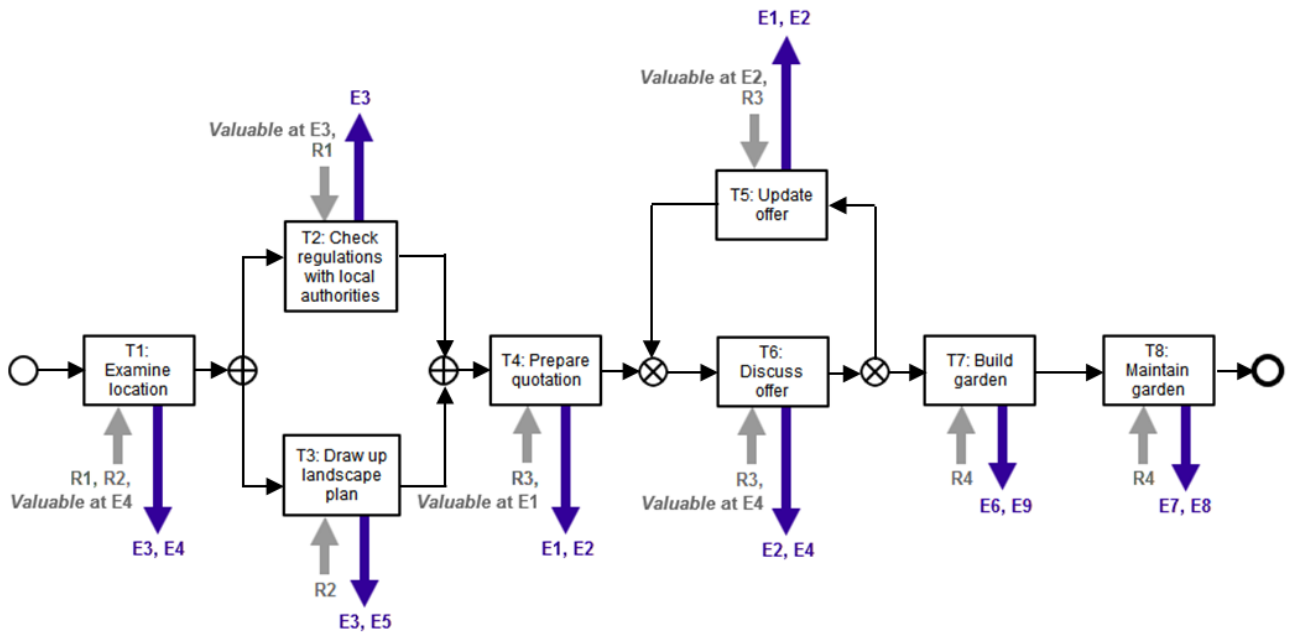 E1, E2
Valuable at E2,
R3
E3
Valuable at E3,
R1
T5: Update
offer
T2: Check
regulations
with local
authorities
T1:
Examine
location
T4: Prepare
quotation
T6:
Discuss
offer
T7: Build
garden
T8:
Maintain
garden
T3: Draw up
landscape
plan
R1, R2,
Valuable at E4
E3, E4
R3,
Valuable at E1
E1, E2
R3,
Valuable at E4
E2, E4
R4
E6, E9
R4
E7, E8
R2
E3, E5